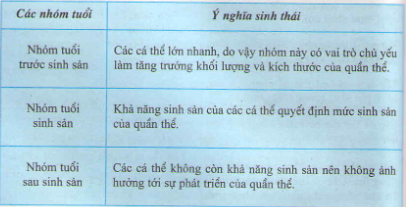 Các nhóm tuổi
Ý nghĩa sinh thái
Nhóm tuổi
trước sinh sản
Các cá thể lớn nhanh, do vậy nhóm này có vai trò chủ yếu
làm tăng trưởng khối lượng và kích thước của quần thể.
Nhóm tuổi
sinh sản
Khả năng sinh sản của các cá thể quyết định mức sinh sản
của quần thể.
Nhóm tuổi
sau sinh sản
Các cá thể không còn khả năng sinh sản nên không ảnh
hưởng tới sự phát triển của quần thể.